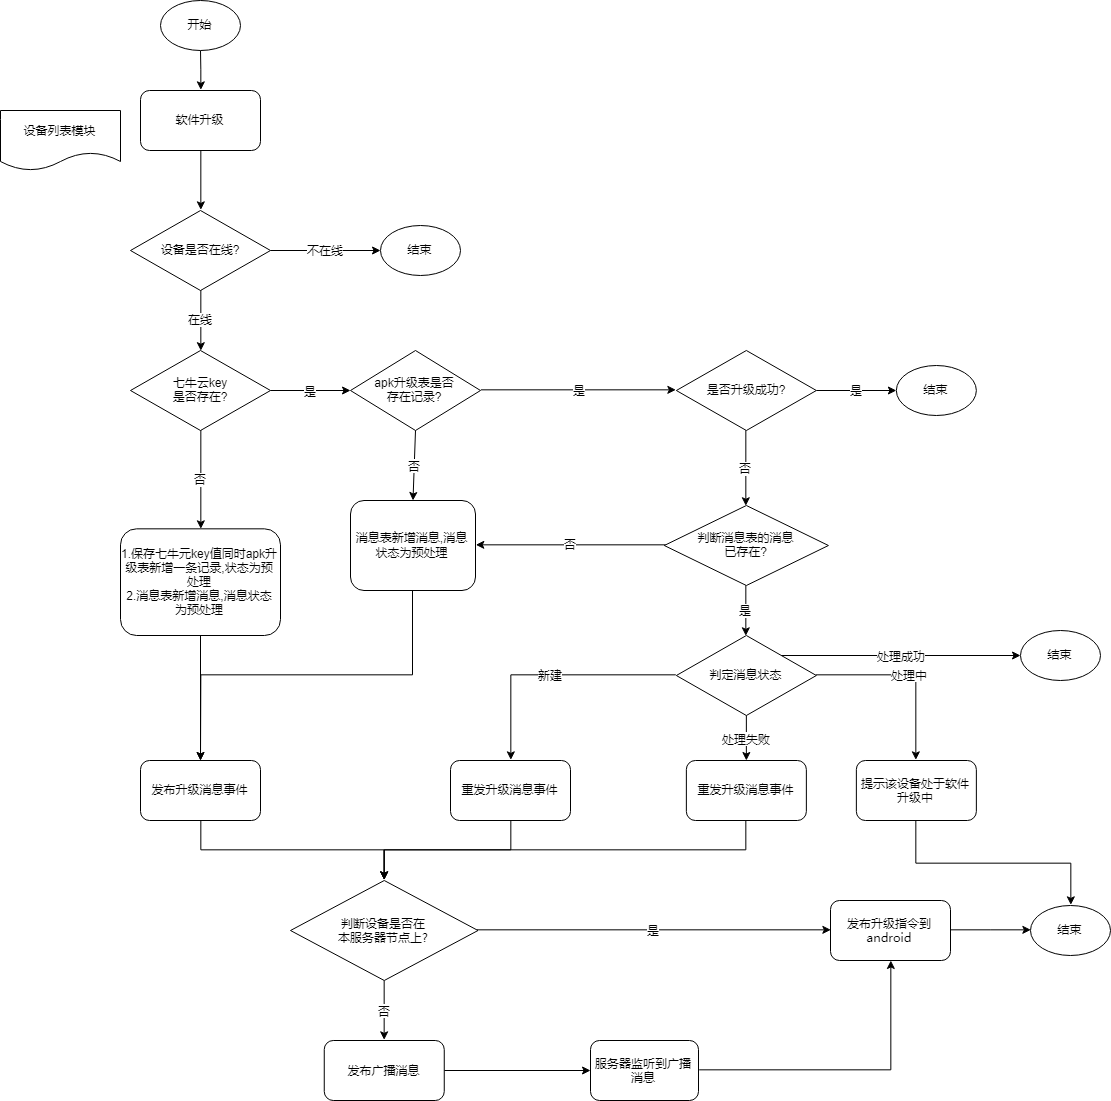 开始
软件升级
设备列表模块
设备是否在线?
不在线
结束
在线
七牛云key
是否存在?
是
apk升级表是否
存在记录?
是
是否升级成功?
是
结束
否
否
否
1.保存七牛元key值同时apk升
级表新增一条记录,状态为预
处理
2.消息表新增消息,消息状态
为预处理
消息表新增消息,消息
状态为预处理
否
判断消息表的消息
已存在?
是
判定消息状态
处理成功
结束
新建
处理中
处理失败
发布升级消息事件
重发升级消息事件
重发升级消息事件
提示该设备处于软件
升级中
判断设备是否在
本服务器节点上?
是
发布升级指令到
android
结束
否
发布广播消息
服务器监听到广播
消息